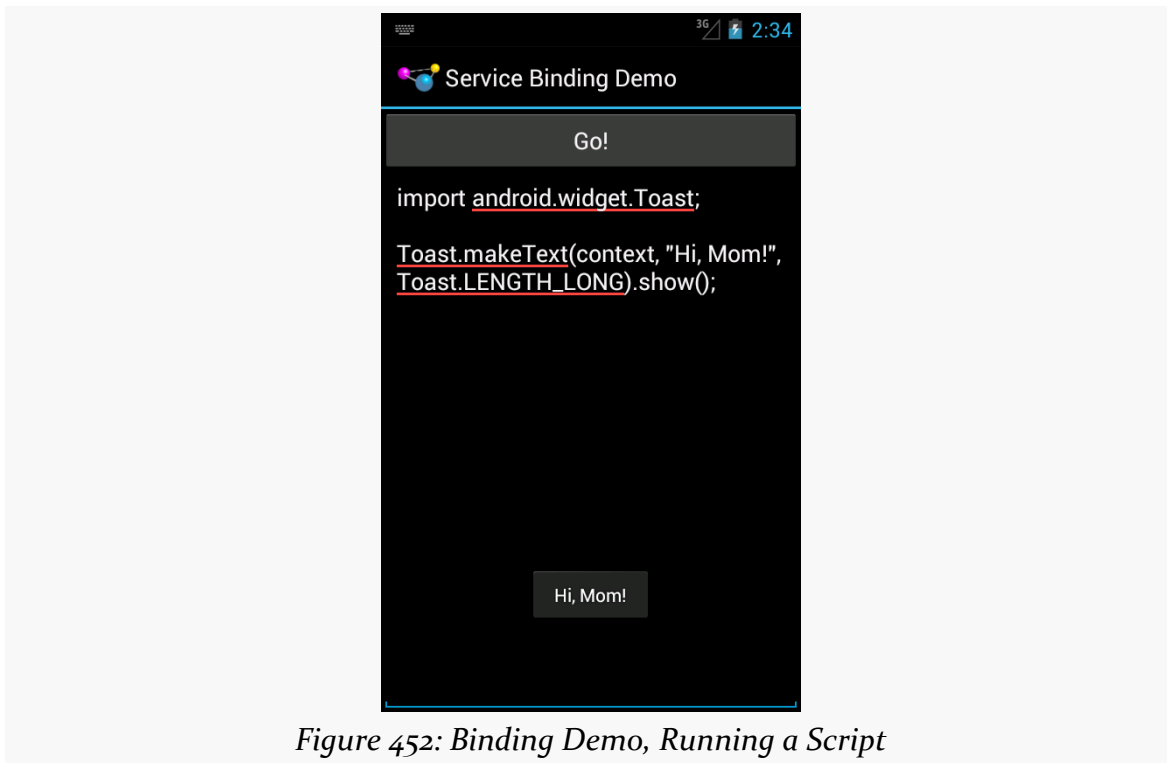 3G 2:34
Service Binding Demo
Go!
import android.widget.Toast;
Toast.makeText(context, "Hi, Mom!",
Toast.LENGTH_LONG).show();
Hi, Mom!
Figure 452: Binding Demo, Running a Script